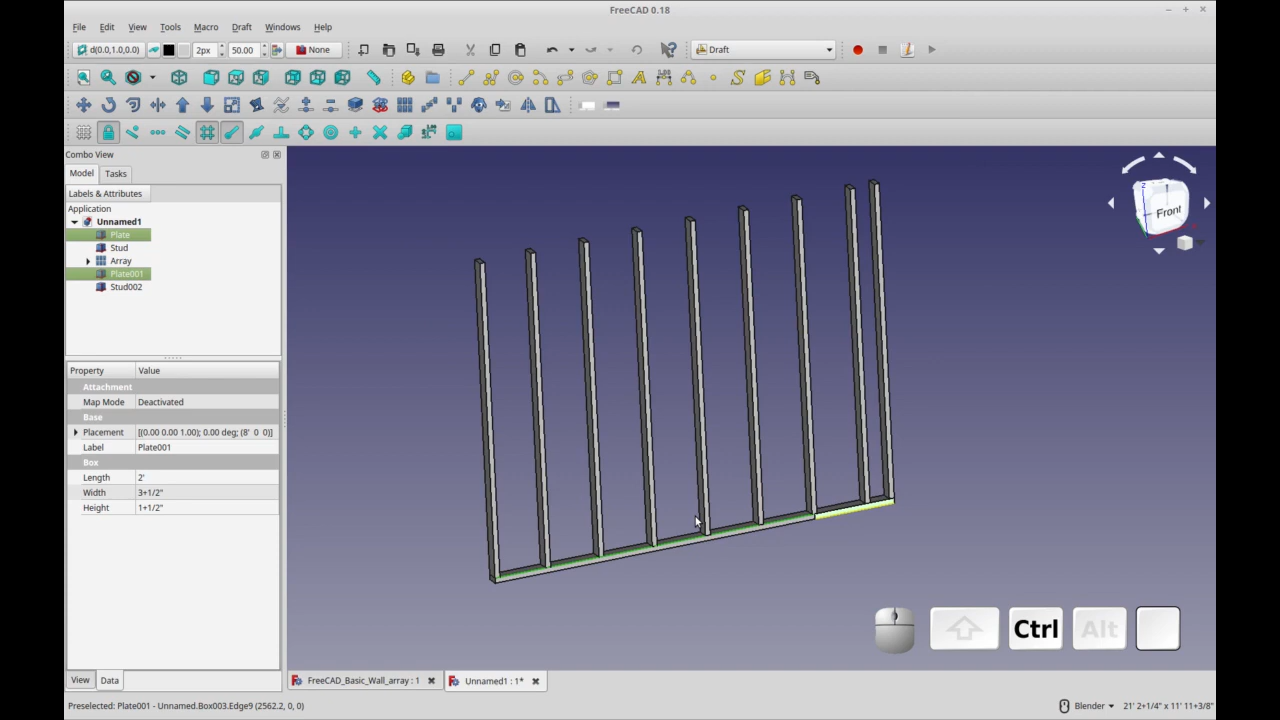 FreeCAD 0.18
File Edit View Tools Macro Draft Windows Help
d(0.0,1.0,0.0) 2px 50.00 None Draft
Combo View
Model Tasks
Labels & Attributes
Application
Unnamed1
Plate
Stud
Array
Plate001
Stud002
Front
Property Value
Attachment
Map Mode Deactivated
Base
Placement [(0.00 0.00 1.00); 0.00 deg; (8' 0 0)]
Label Plate001
Box
Length 2'
Width 3+1/2"
Height 1+1/2"
Ctrl Alt
View Data
FreeCAD_Basic_Wall_array : 1 Unnamed1 : 1*
Preselected: Plate001 - Unnamed.Box003.Edge9 (2562.2, 0, 0) Blender 21' 2+1/4" x 11' 11+3/8"